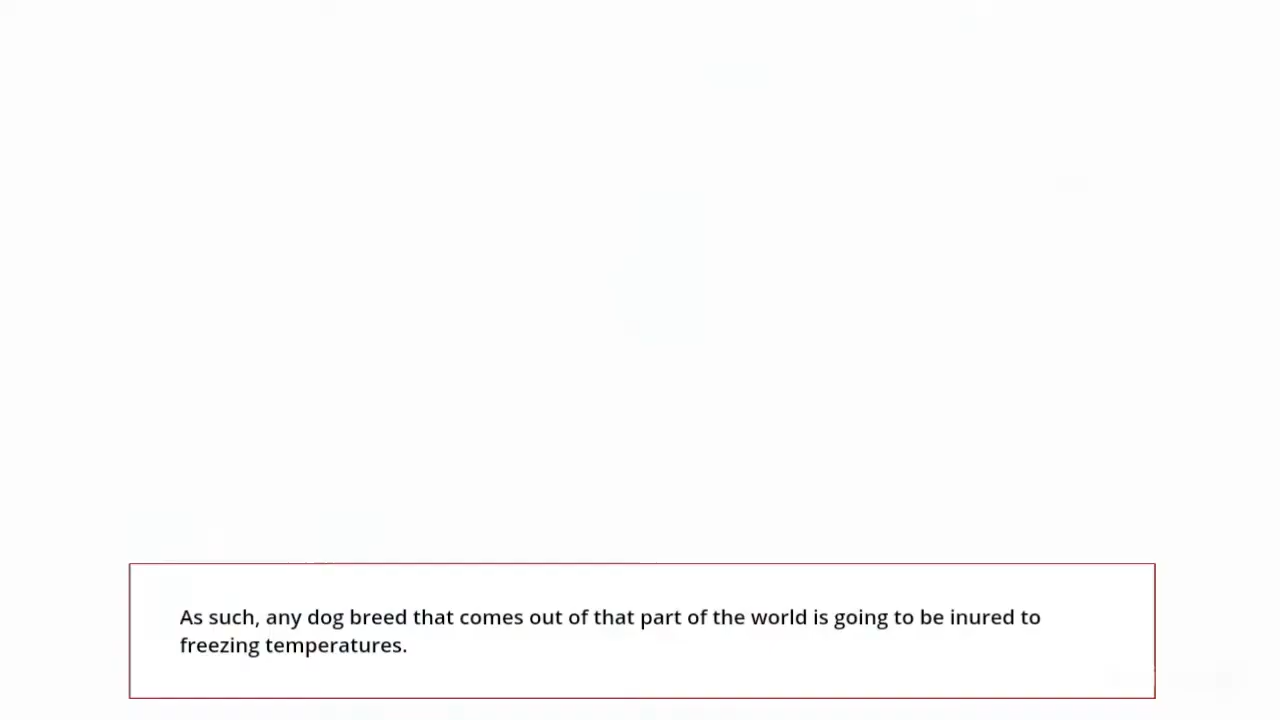 As such, any dog breed that comes out of that part of the world is going to be inured to
freezing temperatures.